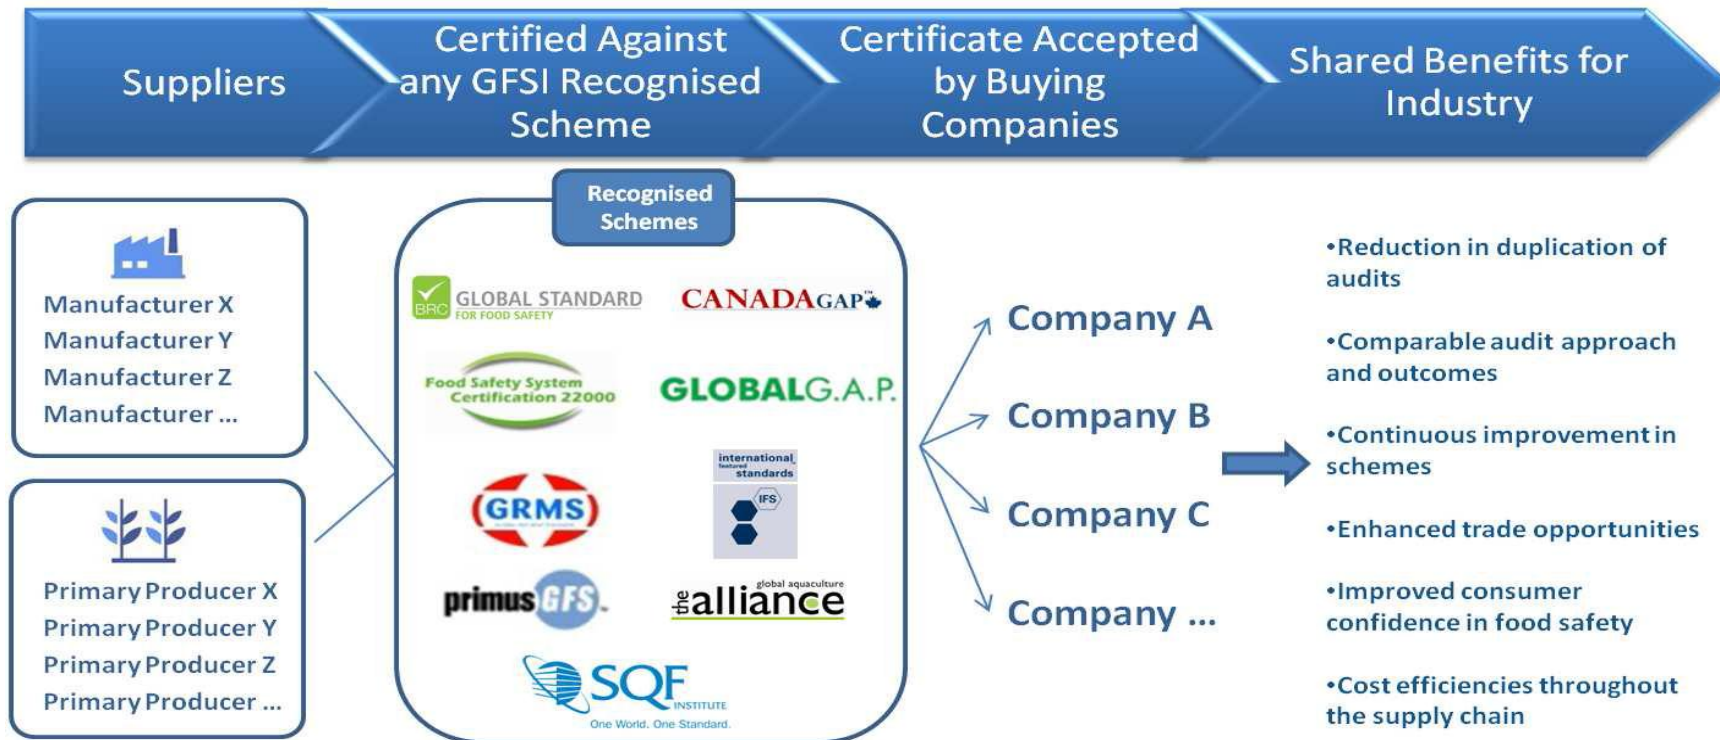 Suppliers
Certified Against
any GFSI Recognised
Scheme
Certificate Accepted
by Buying
Companies
Shared Benefits for
Industry
Manufacturer X
Manufacturer Y
Manufacturer Z
Manufacturer ...
Primary Producer X
Primary Producer Y
Primary Producer Z
Primary Producer ...
Recognised
Schemes
BRC
GLOBAL STANDARD
FOR FOOD SAFETY
CANADAGAP™
Food Safety System
Certification 22000
GLOBALG.A.P.
GRMS
international
featured
standards
IFS
primusGFS
global aquaculture
the alliance
SQF
INSTITUTE
One World. One Standard.
Company A
Company B
Company C
Company ...
•Reduction in duplication of
audits
•Comparable audit approach
and outcomes
•Continuous improvement in
schemes
•Enhanced trade opportunities
•Improved consumer
confidence in food safety
•Cost efficiencies throughout
the supply chain